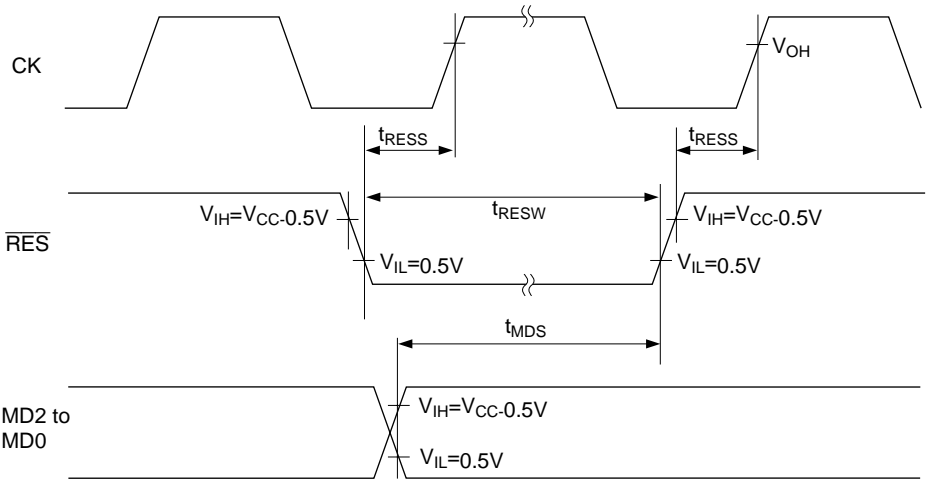 CK
V_OH
t_RESS
t_RESS
V_IH=V_CC-0.5V
t_RESW
V_IH=V_CC-0.5V
R̅E̅S̅
V_IL=0.5V
V_IL=0.5V
t_MDS
MD2 to
MD0
V_IH=V_CC-0.5V
V_IL=0.5V